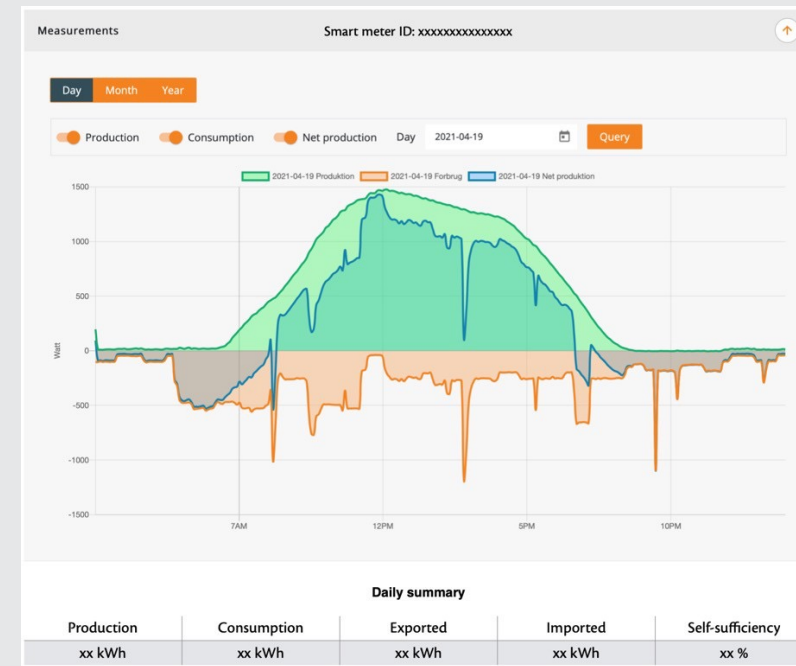 Measurements
Smart meter ID: xxxxxxxxxxxxxxx
Day Month Year
Production Consumption Net production Day 2021-04-19 Query
2021-04-19 Produktion 2021-04-19 Forbrug 2021-04-19 Net produktion
1500
1000
500
0
-500
-1000
-1500
Watt
7AM 12PM 5PM 10PM
Daily summary
Production Consumption Exported Imported Self-sufficiency
xx kWh xx kWh xx kWh xx kWh xx %